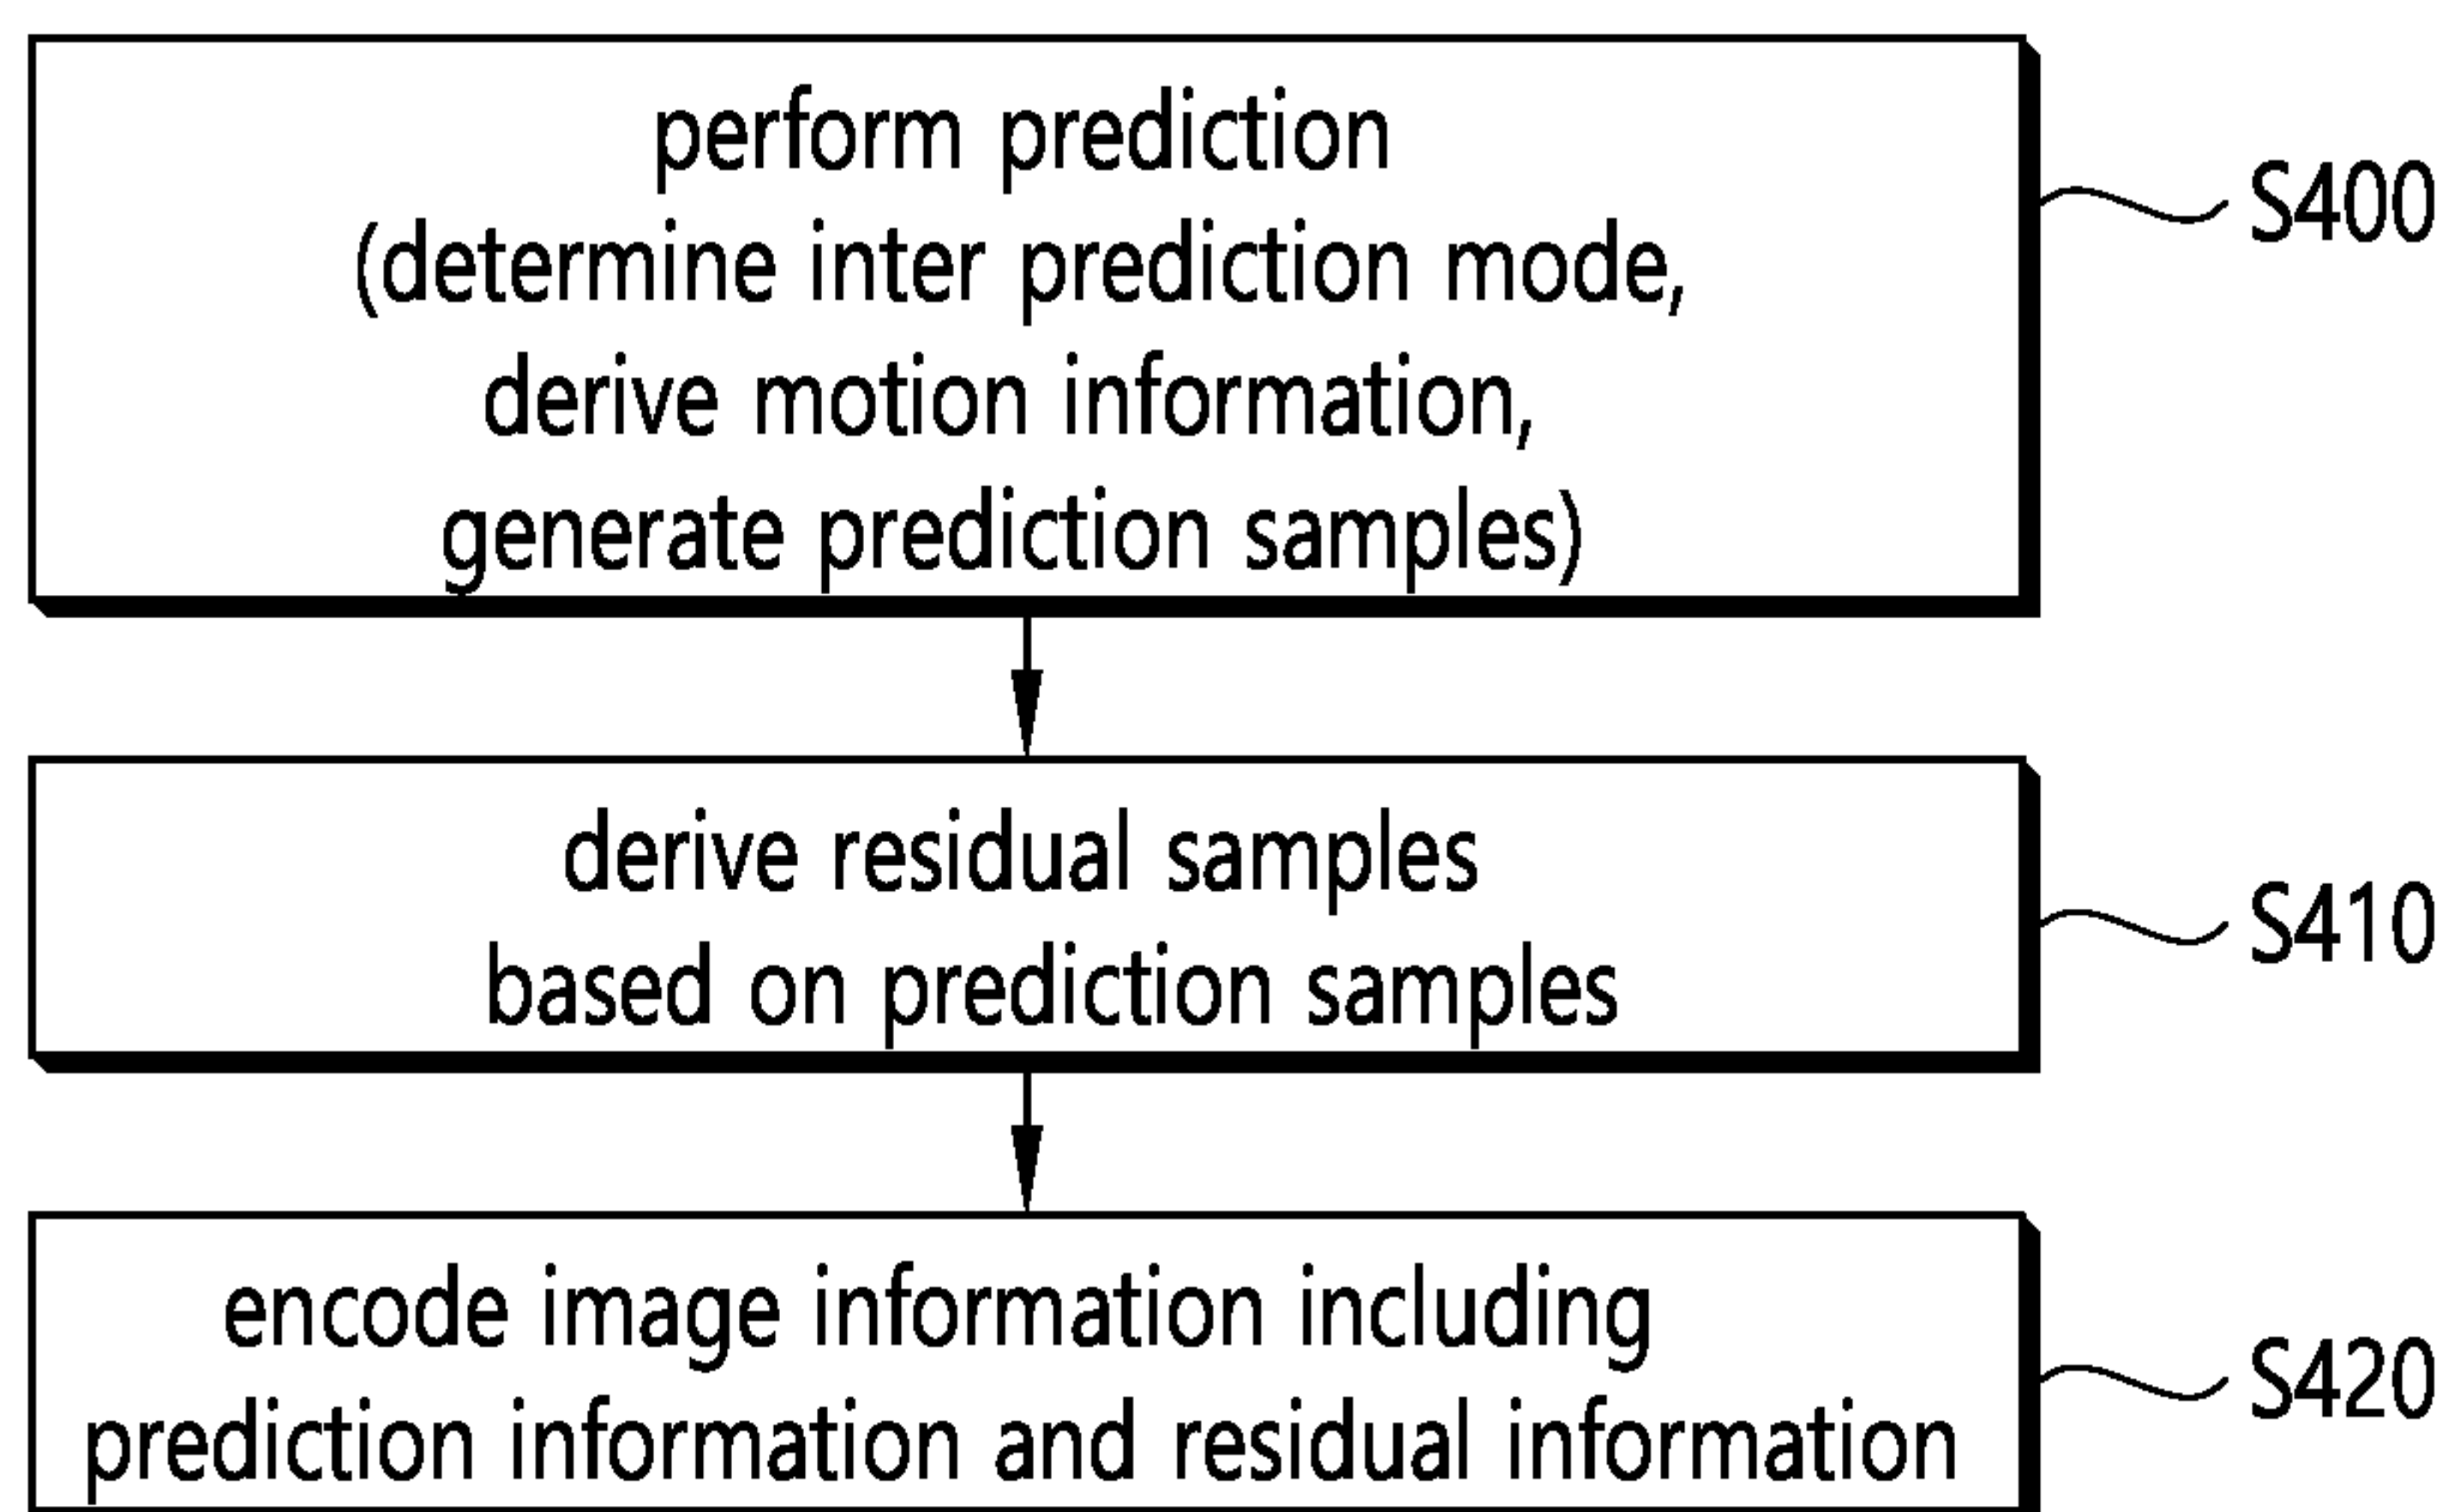 perform prediction
(determine inter prediction mode,
derive motion information,
generate prediction samples)
S400
derive residual samples
based on prediction samples
S410
encode image information including
prediction information and residual information
S420